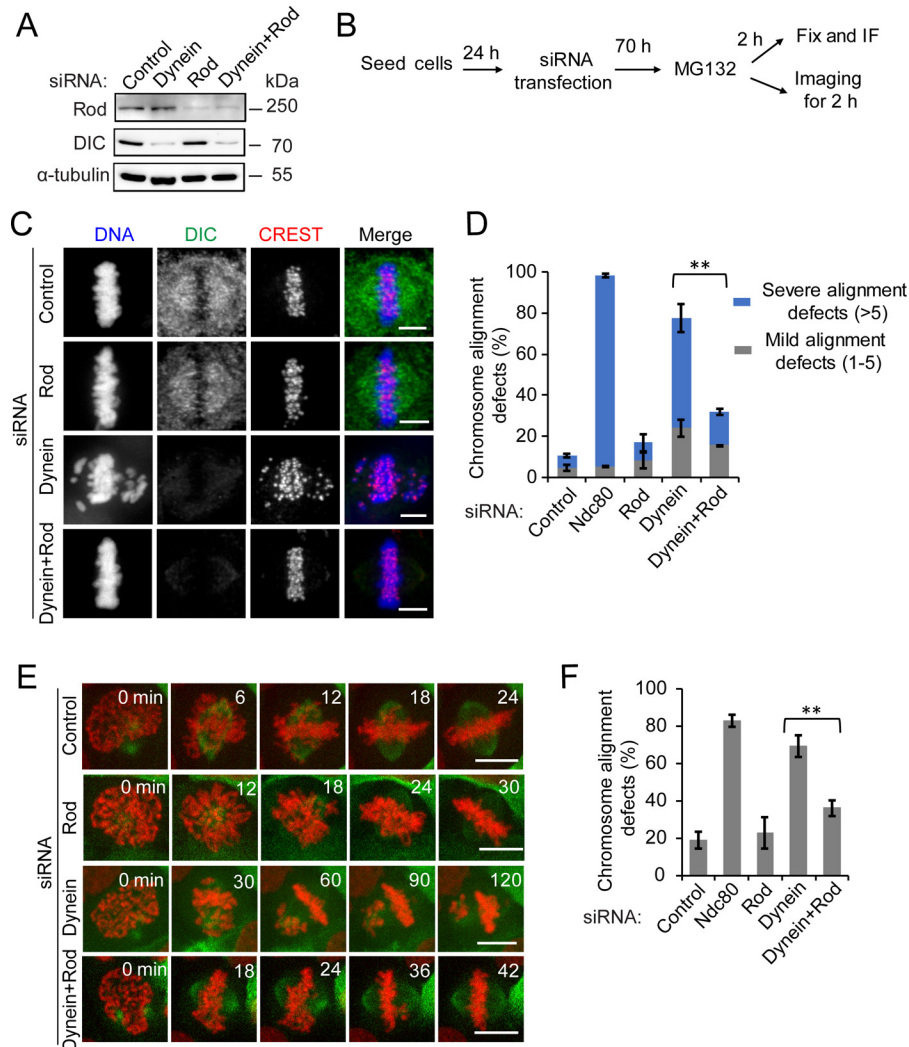 A
siRNA:
Control
Dynein
Rod
Dynein+Rod
kDa
Rod
250
DIC
70
α-tubulin
55
B
Seed cells
24 h
siRNA
transfection
70 h
MG132
2 h
Fix and IF
Imaging
for 2 h
C
DNA
DIC
CREST
Merge
siRNA
Control
Rod
Dynein
Dynein+Rod
D
Chromosome alignment
defects (%)
100
80
60
40
20
0
**
Severe alignment
defects (>5)
Mild alignment
defects (1-5)
siRNA:
Control
Ndc80
Rod
Dynein
Dynein+Rod
E
siRNA
Control
0 min
6
12
18
24
Rod
0 min
12
18
24
30
Dynein
0 min
30
60
90
120
Dynein+Rod
0 min
18
24
36
42
F
Chromosome alignment
defects (%)
100
80
60
40
20
0
**
siRNA:
Control
Ndc80
Rod
Dynein
Dynein+Rod